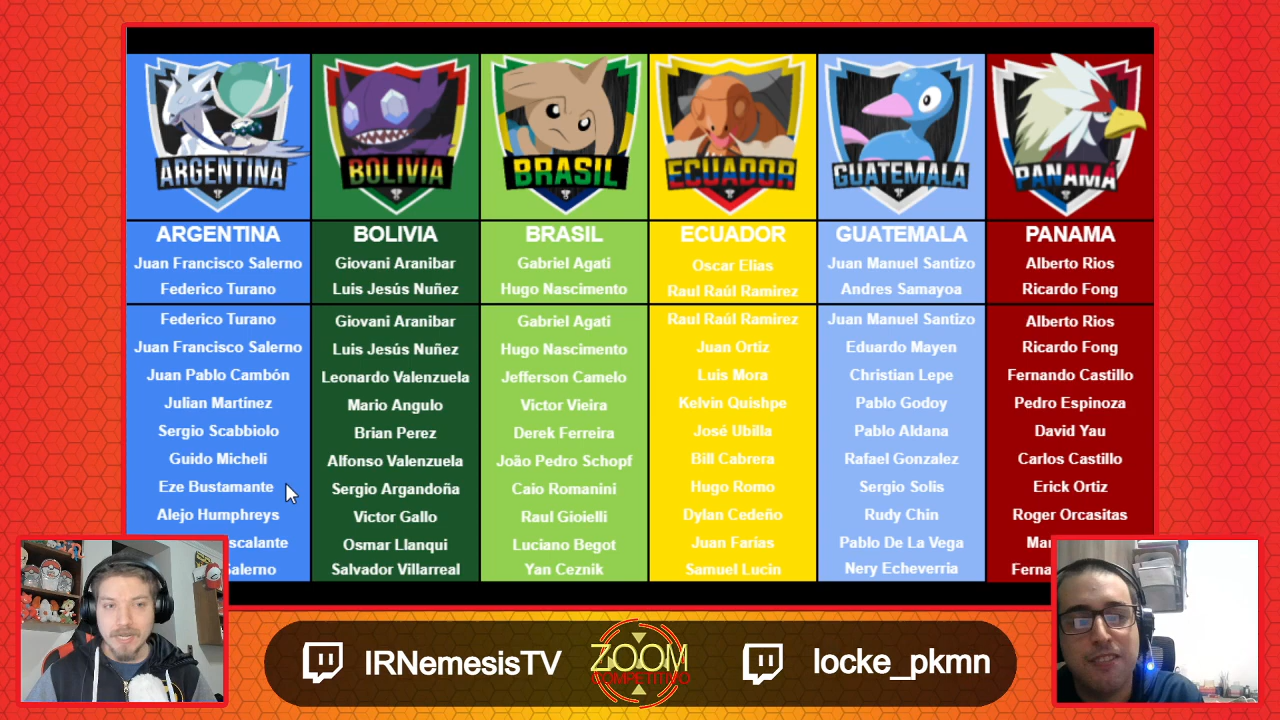 ARGENTINA
BOLIVIA
BRASIL
ECUADOR
GUATEMALA
PANAMÁ
ARGENTINA
BOLIVIA
BRASIL
ECUADOR
GUATEMALA
PANAMA
Juan Francisco Salerno
Giovani Aranibar
Gabriel Agati
Oscar Elías
Juan Manuel Santizo
Alberto Rios
Federico Turano
Luis Jesús Nuñez
Hugo Nascimento
Raul Raúl Ramirez
Andres Samayoa
Ricardo Fong
Federico Turano
Giovani Aranibar
Gabriel Agati
Raul Raúl Ramirez
Juan Manuel Santizo
Alberto Rios
Juan Francisco Salerno
Luis Jesús Nuñez
Hugo Nascimento
Juan Ortiz
Eduardo Mayen
Ricardo Fong
Juan Pablo Cambón
Leonardo Valenzuela
Jefferson Camelo
Luis Mora
Christian Lepe
Fernando Castillo
Julian Martínez
Mario Angulo
Victor Vieira
Kelvin Quishpe
Pablo Godoy
Pedro Espinoza
Sergio Scabbiolo
Brian Perez
Derek Ferreira
José Ubilla
Pablo Aldana
David Yau
Guido Micheli
Alfonso Valenzuela
João Pedro Schopf
Bill Cabrera
Rafael Gonzalez
Carlos Castillo
Eze Bustamante
Sergio Argandoña
Caio Romanini
Hugo Romo
Sergio Solis
Erick Ortiz
Alejo Humphreys
Victor Gallo
Raul Gioielli
Dylan Cedeño
Rudy Chin
Roger Orcasitas
scalante
Osmar Llanqui
Luciano Begot
Juan Farías
Pablo De La Vega
Mar
Salerno
Salvador Villarreal
Yan Ceznik
Samuel Lucin
Nery Echeverria
Ferna
IRNemesisTV
ZOOM
COMPETITIVO
locke_pkmn